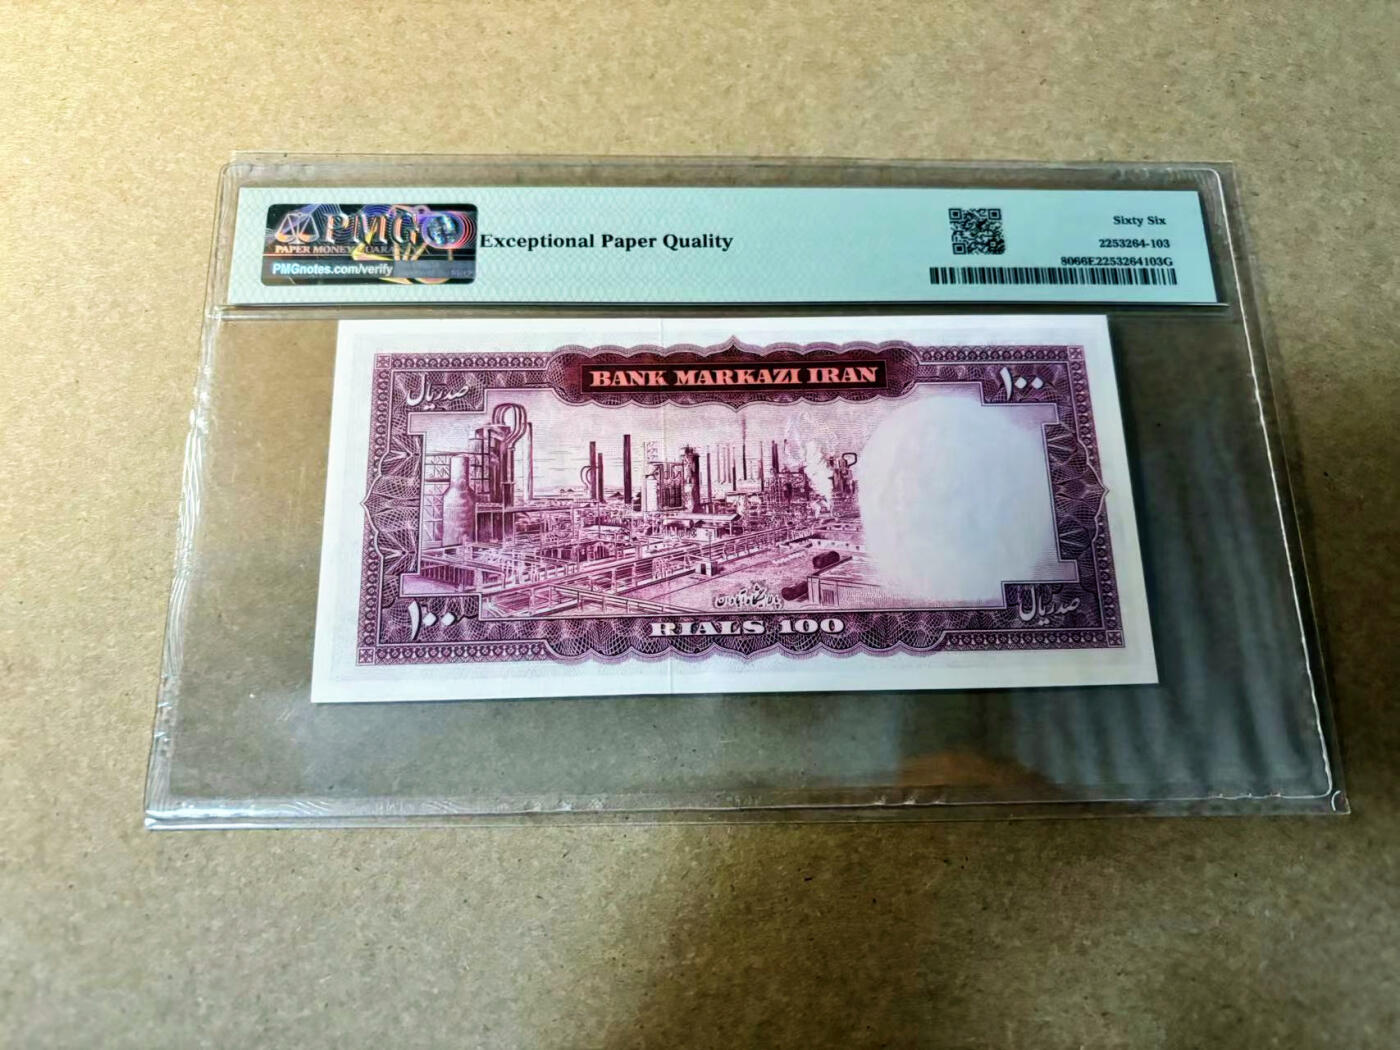 PMG
PAPER MONEY GUARANTY
PMGnotes.com/verify
Exceptional Paper Quality
Sixty Six
2253264-103
8066E2253264103G
BANK MARKAZI IRAN
صد ریال
۱۰۰
۱۰۰
RIALS 100
صد ریال